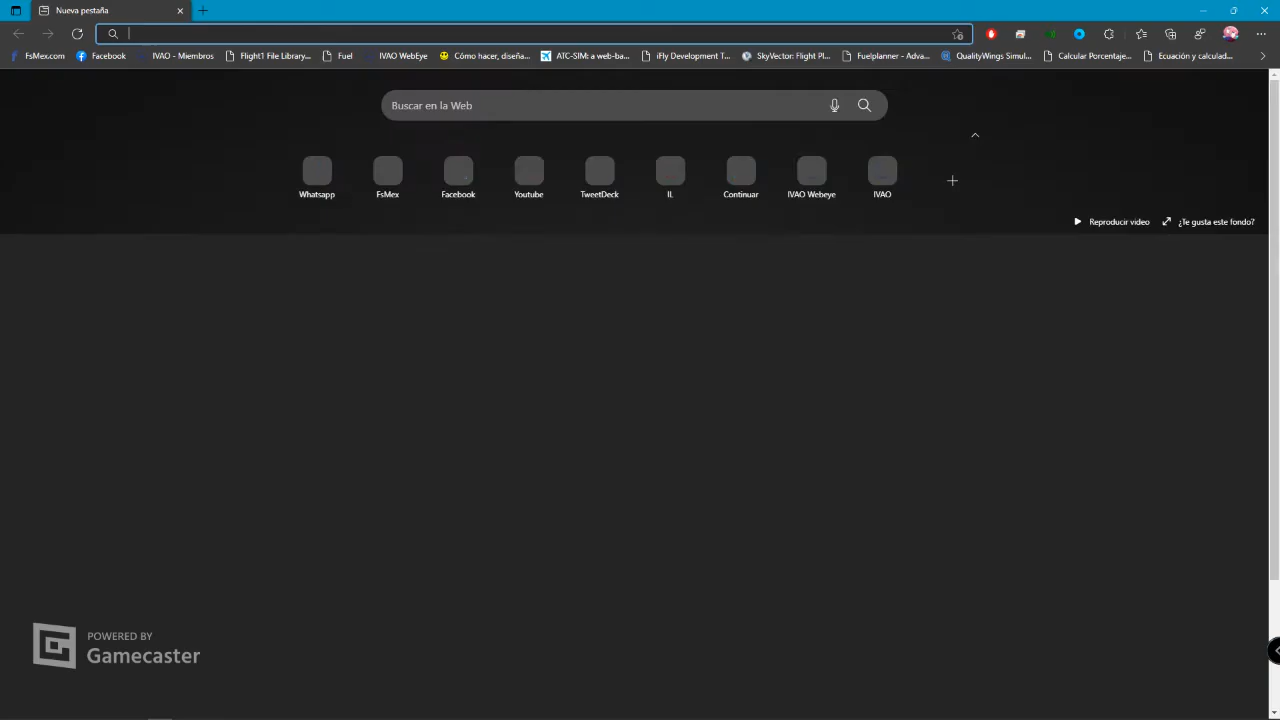 Nueva pestaña
FsMex.com Facebook IVAO - Miembros Flight1 File Library... Fuel IVAO WebEye Cómo hacer, diseña... ATC-SIM: a web-ba... iFly Development T... SkyVector: Flight Pl... Fuelplanner - Adva... QualityWings Simul... Calcular Porcentaje... Ecuación y calculad...
Buscar en la Web
Whatsapp FsMex Facebook Youtube TweetDeck IL Continuar IVAO Webeye IVAO
Reproducir video ¿Te gusta este fondo?
POWERED BY
Gamecaster